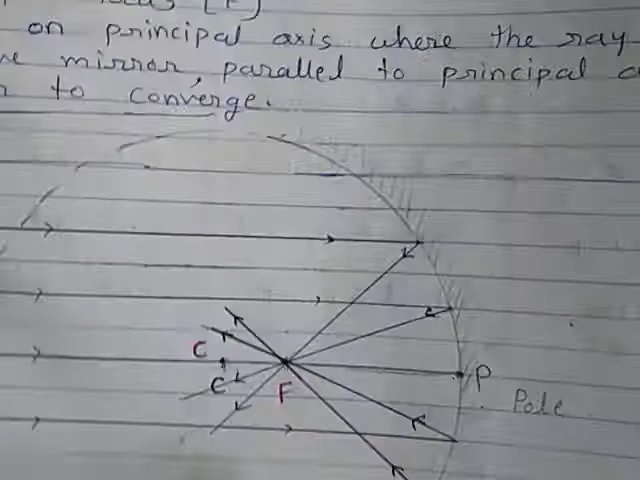 on principal axis where the ray
mirror, parallel to principal
to converge.
C
C
F
P
Pole